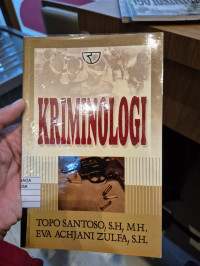 KRIMINOLOGI
TOPO SANTOSO, S.H, M.H.
EVA ACHJANI ZULFA, S.H.